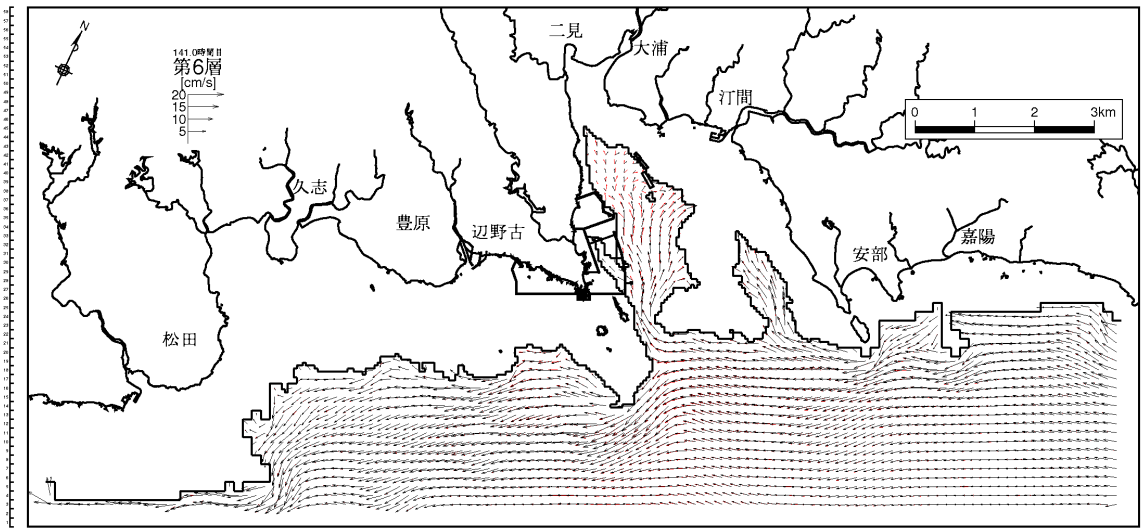 N
141.0時間目
第6層
[cm/s]
20
15
10
5
二見
大浦
汀間
0 1 2 3km
久志
豊原
辺野古
安部
嘉陽
松田